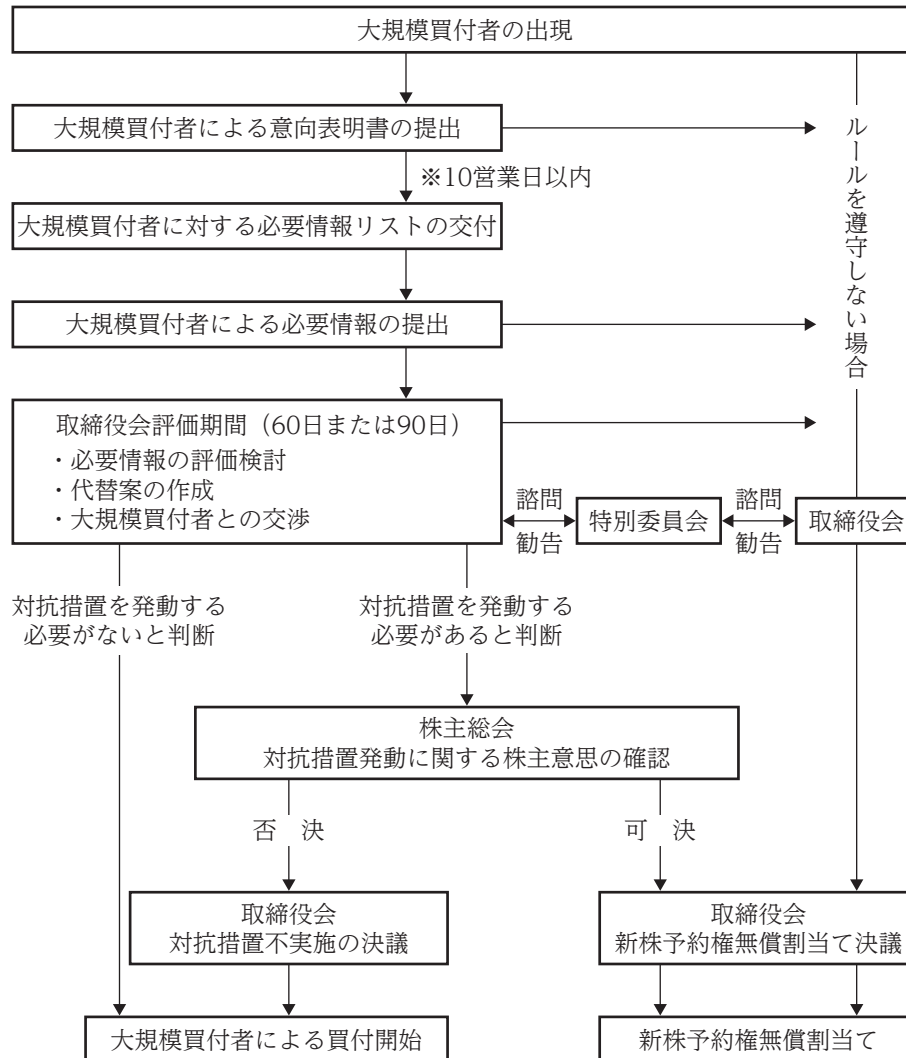 大規模買付者の出現
大規模買付者による意向表明書の提出
※10営業日以内
大規模買付者に対する必要情報リストの交付
大規模買付者による必要情報の提出
ルールを遵守しない場合
取締役会評価期間（60日または90日）
・必要情報の評価検討
・代替案の作成
・大規模買付者との交渉
諮問
勧告
特別委員会
諮問
勧告
取締役会
対抗措置を発動する
必要がないと判断
対抗措置を発動する
必要があると判断
株主総会
対抗措置発動に関する株主意思の確認
否　決
可　決
取締役会
対抗措置不実施の決議
取締役会
新株予約権無償割当て決議
大規模買付者による買付開始
新株予約権無償割当て